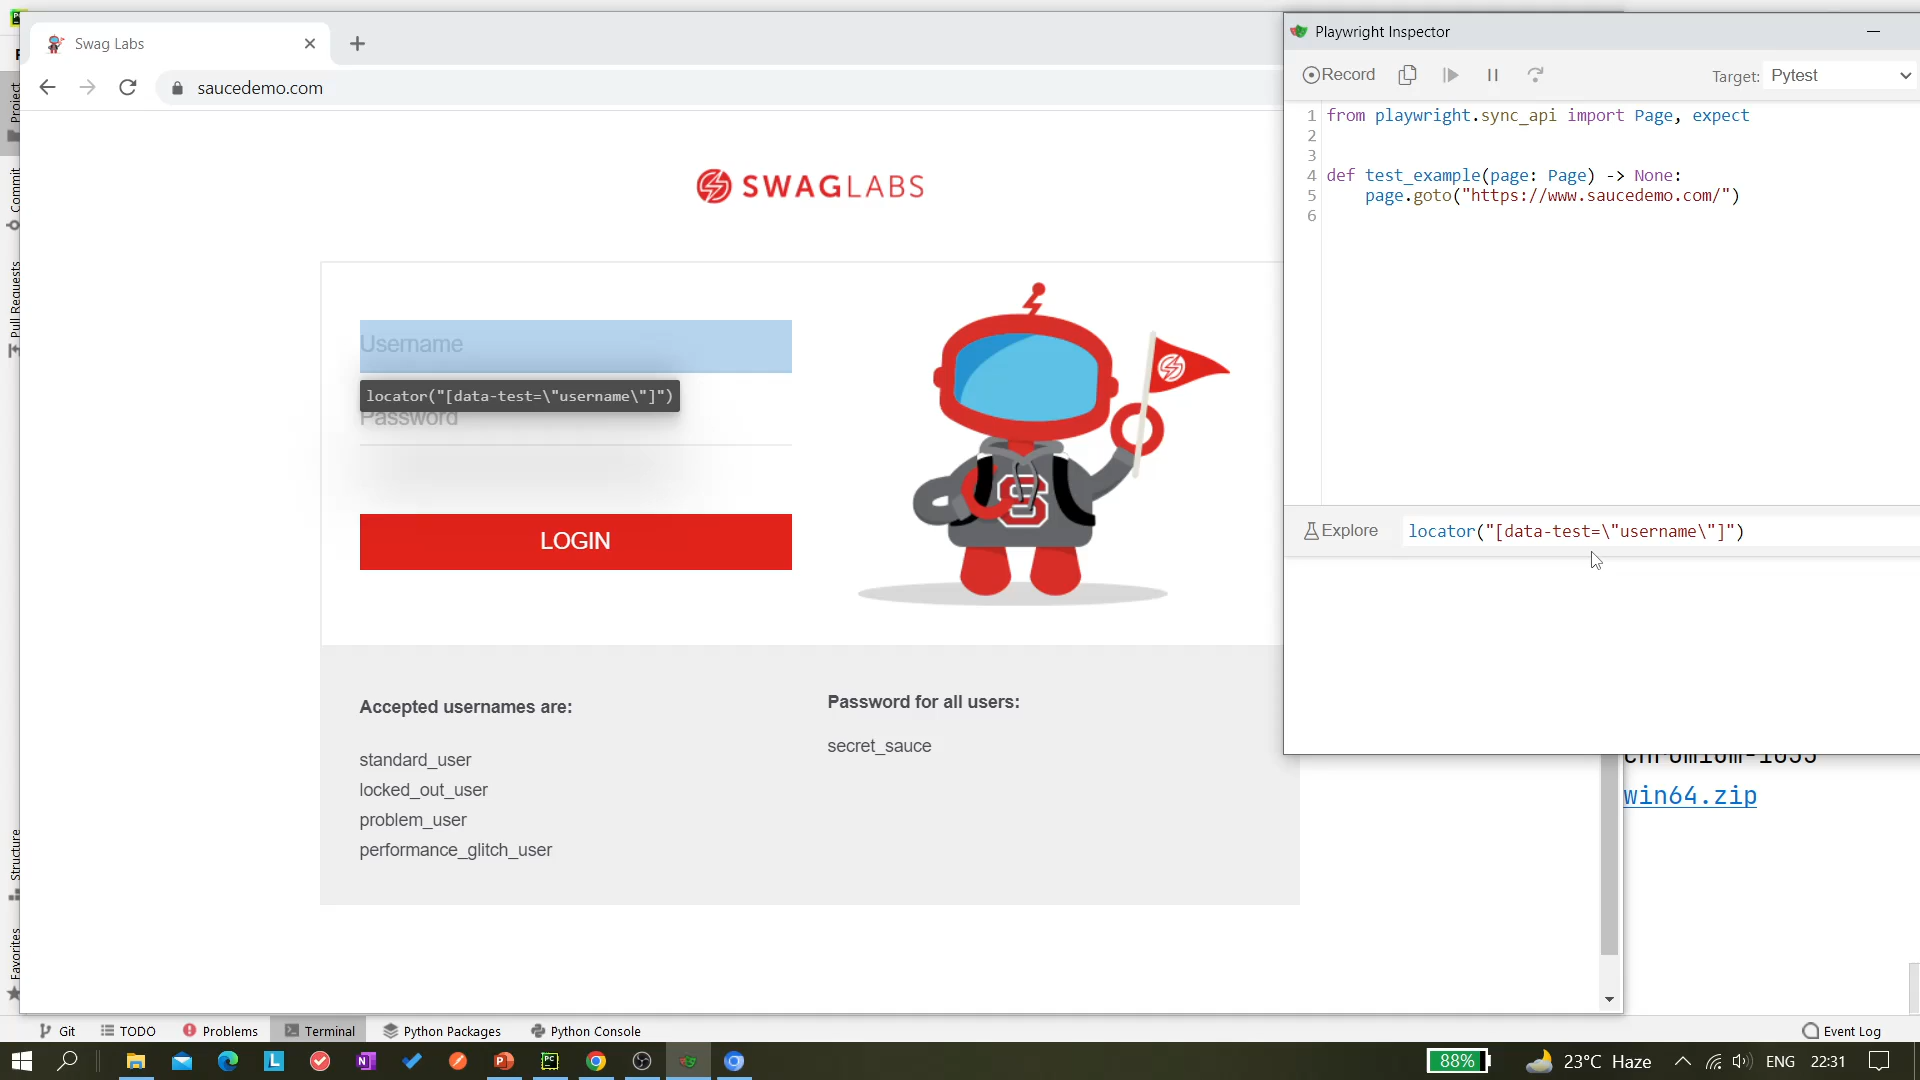 Swag Labs
saucedemo.com
SWAGLABS
Username
locator("[data-test=\"username\"]")
Password
LOGIN
Accepted usernames are:
standard_user
locked_out_user
problem_user
performance_glitch_user
Password for all users:
secret_sauce
Playwright Inspector
Record
Target:
Pytest
1 from playwright.sync_api import Page, expect
2
3
4 def test_example(page: Page) -> None:
5 page.goto("https://www.saucedemo.com/")
6
Explore
locator("[data-test=\"username\"]")
win64.zip
Project
Commit
Pull Requests
Structure
Favorites
Git
TODO
Problems
Terminal
Python Packages
Python Console
Event Log
88%
23°C Haze
ENG
22:31